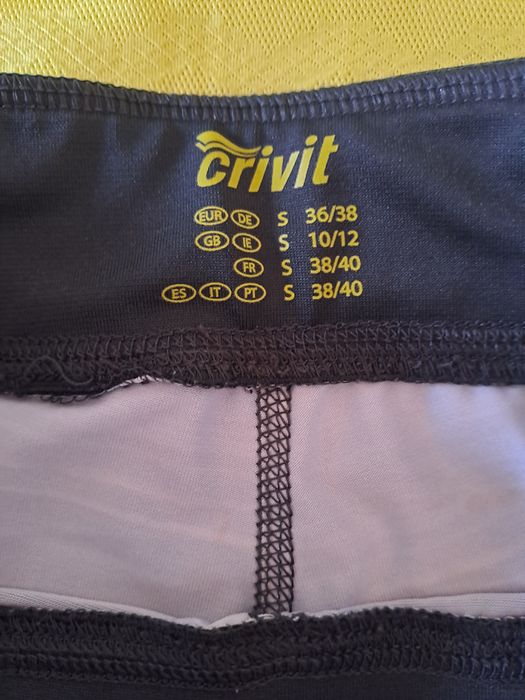 crivit
EUR DE S 36/38
GB IE S 10/12
FR S 38/40
ES IT PT S 38/40